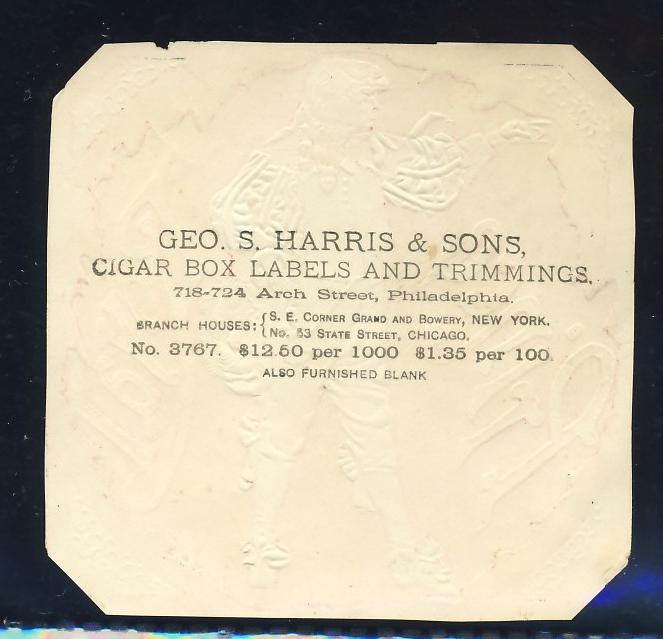 GEO. S. HARRIS & SONS,
CIGAR BOX LABELS AND TRIMMINGS,
718-724 Arch Street, Philadelphia.
BRANCH HOUSES: { S. E. CORNER GRAND AND BOWERY, NEW YORK.
No. 53 STATE STREET, CHICAGO.
No. 3767. $12.50 per 1000 $1.35 per 100.
ALSO FURNISHED BLANK